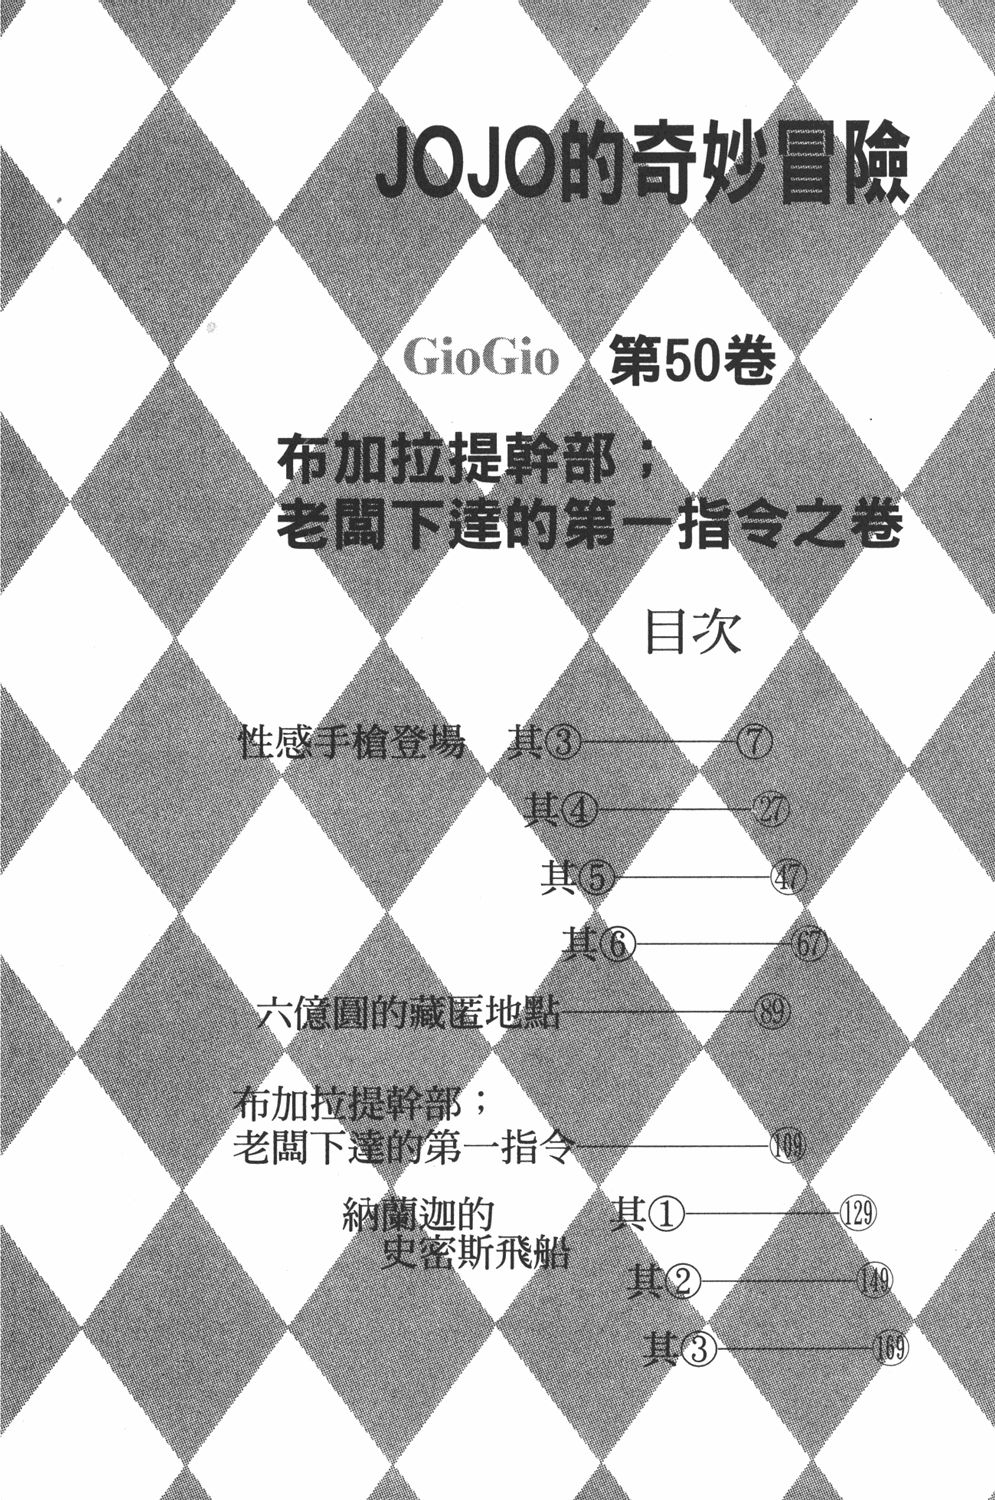 JOJO的奇妙冒險
GioGio 第50卷
布加拉提幹部；
老闆下達的第一指令之卷
目次
性感手槍登場 其③——⑦
其④——㉗
其⑤——㊼
其⑥——67
六億圓的藏匿地點——89
布加拉提幹部；
老闆下達的第一指令——109
納蘭迦的 其①——129
史密斯飛船
其②——149
其③——169